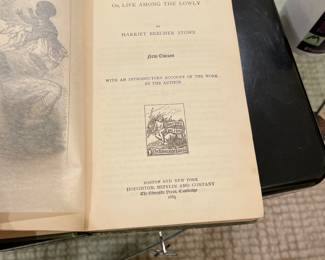 Or, LIFE AMONG THE LOWLY
BY
HARRIET BEECHER STOWE
New Edition
WITH AN INTRODUCTORY ACCOUNT OF THE WORK
BY THE AUTHOR
BOSTON AND NEW YORK
HOUGHTON, MIFFLIN AND COMPANY
The Riverside Press, Cambridge